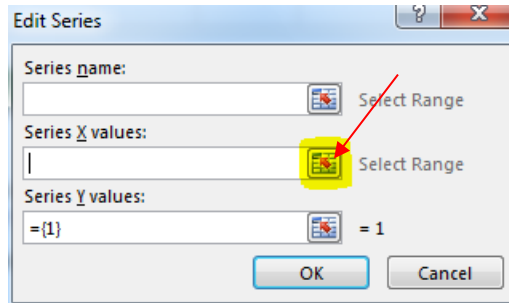 Edit Series
Series name:
Select Range
Series X values:
Select Range
Series Y values:
={1}
= 1
OK
Cancel